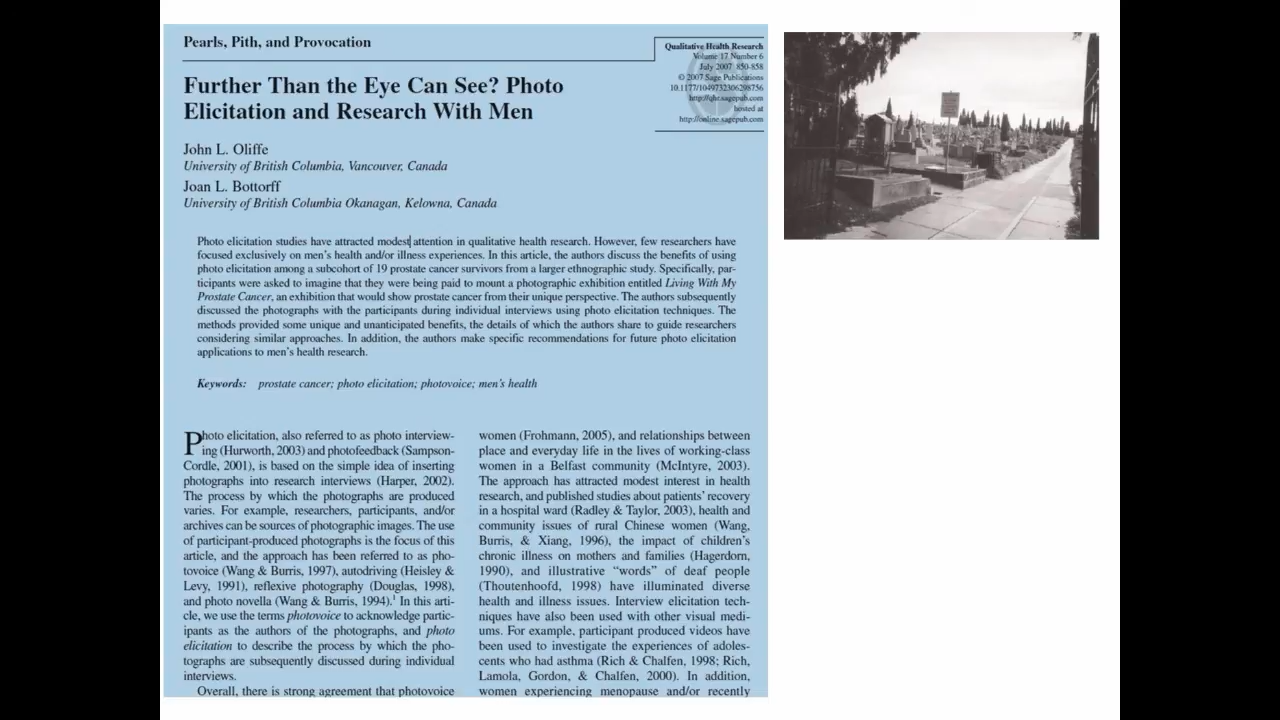 Pearls, Pith, and Provocation
Qualitative Health Research
Volume 17 Number 6
July 2007 850-858
© 2007 Sage Publications
10.1177/1049732306298756
http://qhr.sagepub.com
hosted at
http://online.sagepub.com
Further Than the Eye Can See? Photo
Elicitation and Research With Men
John L. Oliffe
University of British Columbia, Vancouver, Canada
Joan L. Bottorff
University of British Columbia Okanagan, Kelowna, Canada
Photo elicitation studies have attracted modest attention in qualitative health research. However, few researchers have
focused exclusively on men's health and/or illness experiences. In this article, the authors discuss the benefits of using
photo elicitation among a subcohort of 19 prostate cancer survivors from a larger ethnographic study. Specifically, par-
ticipants were asked to imagine that they were being paid to mount a photographic exhibition entitled Living With My
Prostate Cancer, an exhibition that would show prostate cancer from their unique perspective. The authors subsequently
discussed the photographs with the participants during individual interviews using photo elicitation techniques. The
methods provided some unique and unanticipated benefits, the details of which the authors share to guide researchers
considering similar approaches. In addition, the authors make specific recommendations for future photo elicitation
applications to men's health research.
Keywords: prostate cancer; photo elicitation; photovoice; men's health
Photo elicitation, also referred to as photo interview-
ing (Hurworth, 2003) and photofeedback (Sampson-
Cordle, 2001), is based on the simple idea of inserting
photographs into research interviews (Harper, 2002).
The process by which the photographs are produced
varies. For example, researchers, participants, and/or
archives can be sources of photographic images. The use
of participant-produced photographs is the focus of this
article, and the approach has been referred to as pho-
tovoice (Wang & Burris, 1997), autodriving (Heisley &
Levy, 1991), reflexive photography (Douglas, 1998),
and photo novella (Wang & Burris, 1994).1 In this arti-
cle, we use the terms photovoice to acknowledge partic-
ipants as the authors of the photographs, and photo
elicitation to describe the process by which the pho-
tographs are subsequently discussed during individual
interviews.
Overall, there is strong agreement that photovoice
women (Frohmann, 2005), and relationships between
place and everyday life in the lives of working-class
women in a Belfast community (McIntyre, 2003).
The approach has attracted modest interest in health
research, and published studies about patients' recovery
in a hospital ward (Radley & Taylor, 2003), health and
community issues of rural Chinese women (Wang,
Burris, & Xiang, 1996), the impact of children's
chronic illness on mothers and families (Hagerdorn,
1990), and illustrative “words” of deaf people
(Thoutenhoofd, 1998) have illuminated diverse
health and illness issues. Interview elicitation tech-
niques have also been used with other visual medi-
ums. For example, participant produced videos have
been used to investigate the experiences of adoles-
cents who had asthma (Rich & Chalfen, 1998; Rich,
Lamola, Gordon, & Chalfen, 2000). In addition,
women experiencing menopause and/or recently